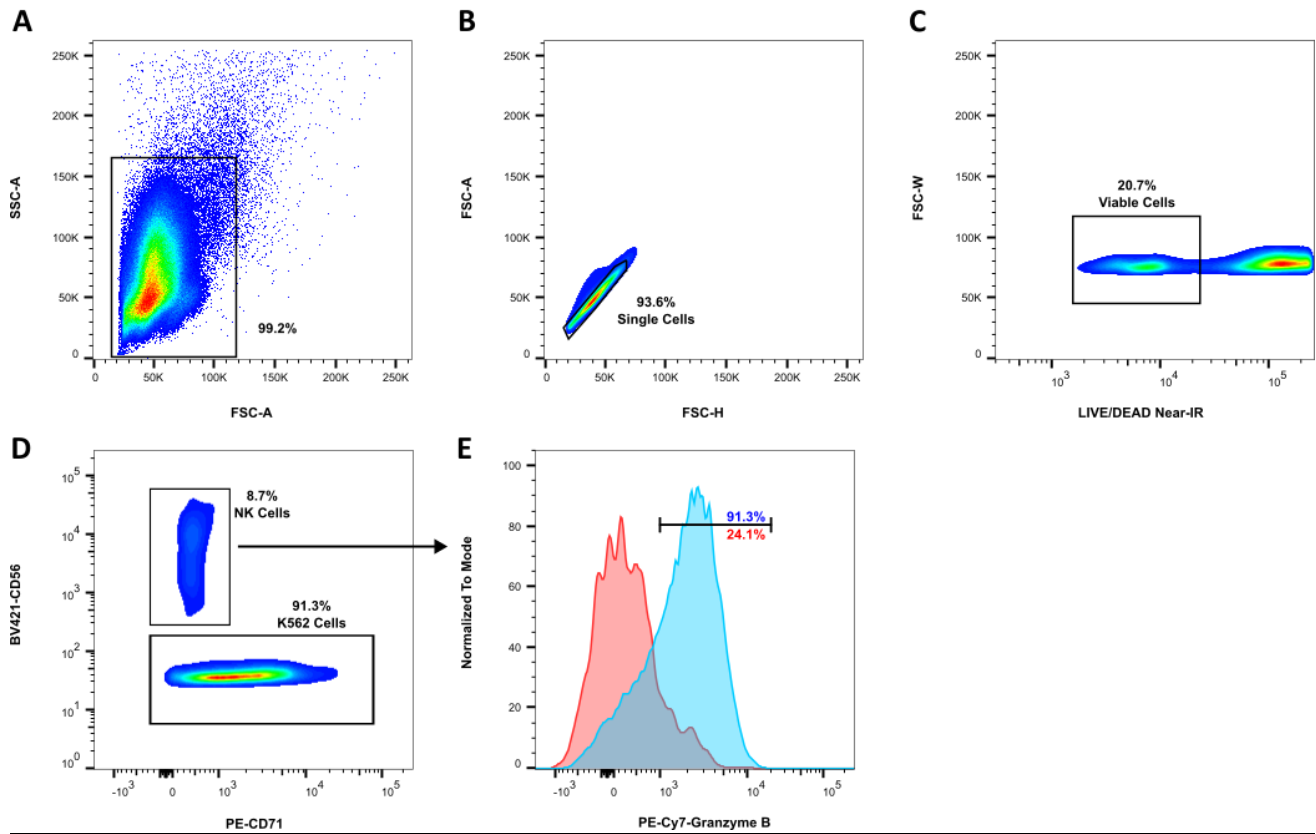 A
250K
200K
150K
100K
50K
0
SSC-A
99.2%
0
50K
100K
150K
200K
250K
FSC-A
B
250K
200K
150K
100K
50K
0
FSC-A
93.6%
Single Cells
0
50K
100K
150K
200K
250K
FSC-H
C
250K
200K
150K
100K
50K
0
FSC-W
20.7%
Viable Cells
10³
10⁴
10⁵
LIVE/DEAD Near-IR
D
10⁵
10⁴
10³
10²
10¹
10⁰
BV421-CD56
8.7%
NK Cells
91.3%
K562 Cells
-10³
0
10³
10⁴
10⁵
PE-CD71
E
100
80
60
40
20
0
Normalized To Mode
91.3%
24.1%
-10³
0
10³
10⁴
10⁵
PE-Cy7-Granzyme B